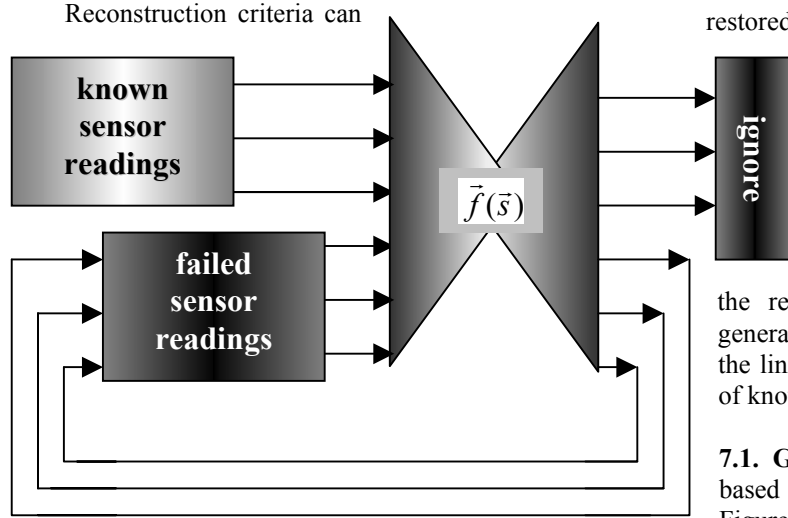 Reconstruction criteria can
restored
known
sensor
readings
ignore
f⃗(s⃗)
failed
sensor
readings
the re
genera
the lin
of kno
7.1. G
based